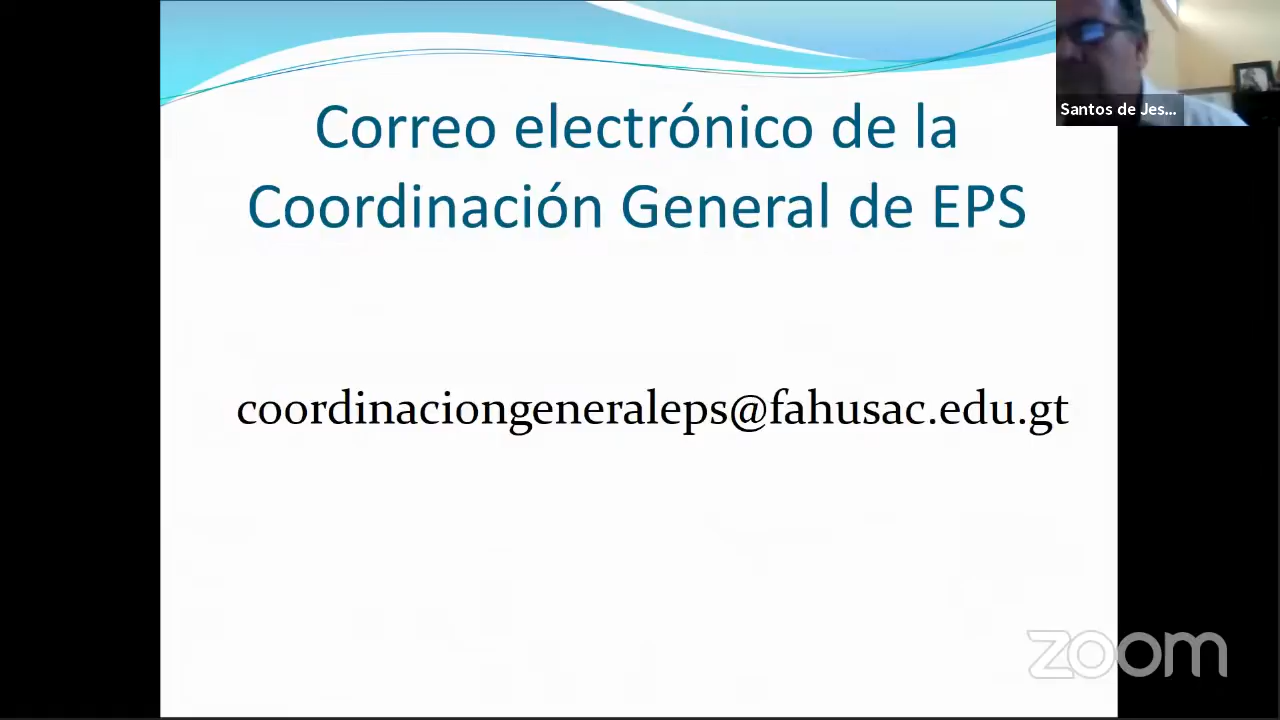 Correo electrónico de la
Coordinación General de EPS
coordinaciongeneraleps@fahusac.edu.gt
Santos de Jes...
zoom